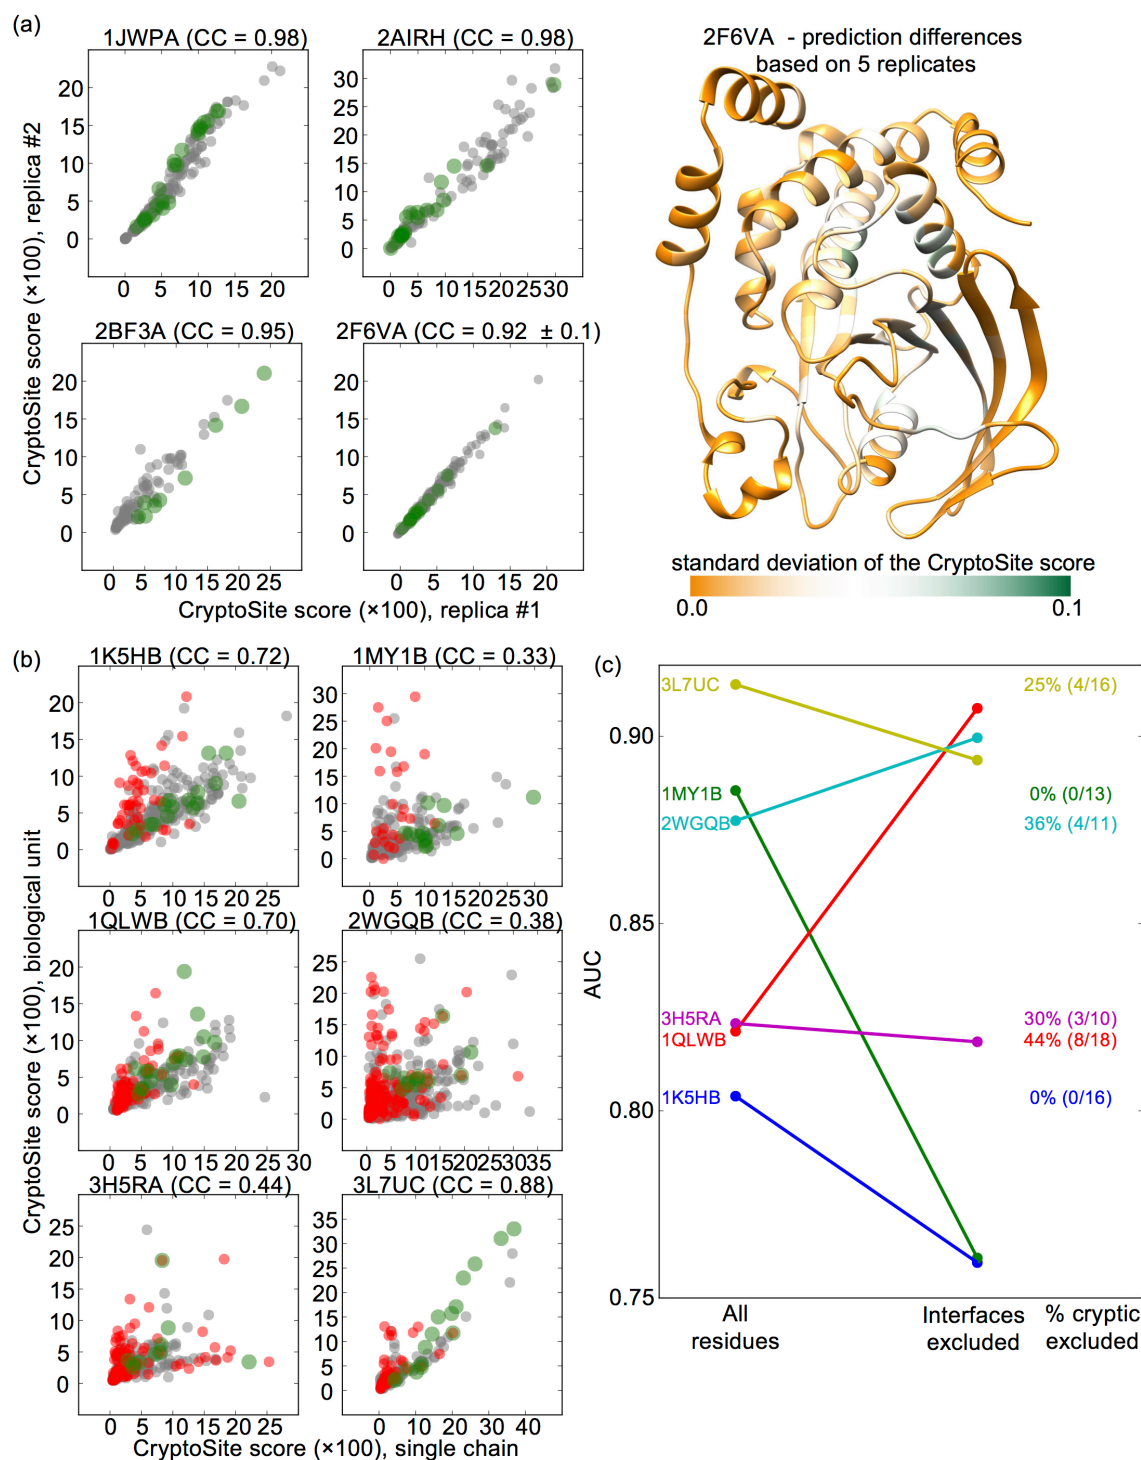 (a)
1JWPA (CC = 0.98)
2AIRH (CC = 0.98)
2F6VA - prediction differences
based on 5 replicates
20
15
10
5
0
0 5 10 15 20
30
25
20
15
10
5
0
0 5 10 15 20 25 30
CryptoSite score (×100), replica #2
2BF3A (CC = 0.95)
2F6VA (CC = 0.92 ± 0.1)
20
15
10
5
0
0 5 10 15 20 25
20
15
10
5
0
0 5 10 15 20
CryptoSite score (×100), replica #1
standard deviation of the CryptoSite score
0.0
0.1
(b)
1K5HB (CC = 0.72)
1MY1B (CC = 0.33)
20
15
10
5
0
0 5 10 15 20 25
30
25
20
15
10
5
0
0 5 10 15 20 25 30
CryptoSite score (×100), biological unit
1QLWB (CC = 0.70)
2WGQB (CC = 0.38)
20
15
10
5
0
0 5 10 15 20 25 30
25
20
15
10
5
0
0 5 10 15 20 25 30 35
3H5RA (CC = 0.44)
3L7UC (CC = 0.88)
25
20
15
10
5
0
0 5 10 15 20 25
35
30
25
20
15
10
5
0
0 10 20 30 40
CryptoSite score (×100), single chain
(c)
AUC
0.90
0.85
0.80
0.75
3L7UC
25% (4/16)
1MY1B
0% (0/13)
2WGQB
36% (4/11)
3H5RA
30% (3/10)
1QLWB
44% (8/18)
1K5HB
0% (0/16)
All
residues
Interfaces
excluded
% cryptic
excluded